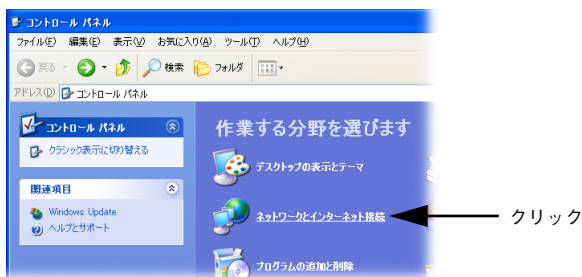 コントロール パネル
ファイル(F) 編集(E) 表示(V) お気に入り(A) ツール(T) ヘルプ(H)
戻る 検索 フォルダ
アドレス(D) コントロール パネル
コントロール パネル
クラシック表示に切り替える
関連項目
Windows Update
ヘルプとサポート
作業する分野を選びます
デスクトップの表示とテーマ
ネットワークとインターネット接続
クリック
プログラムの追加と削除